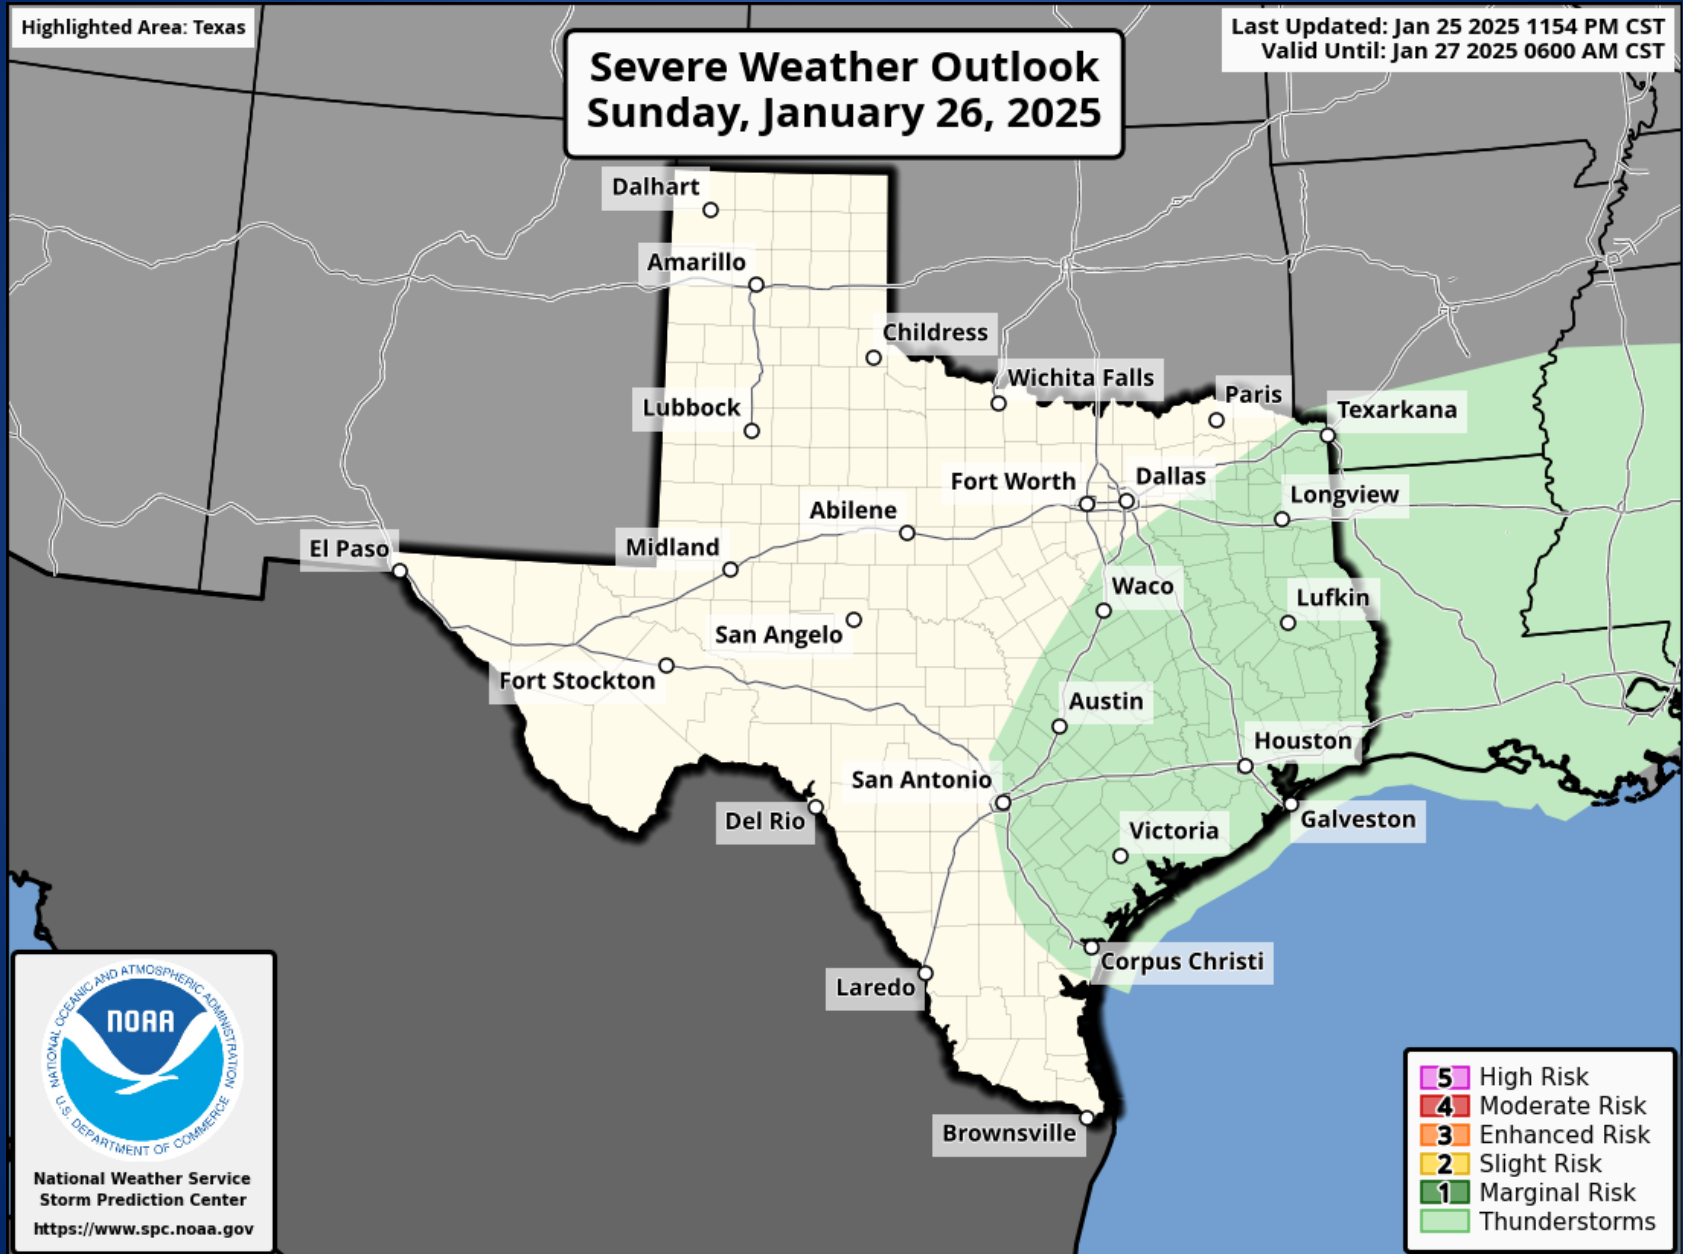 Highlighted Area: Texas
Severe Weather Outlook
Sunday, January 26, 2025
Last Updated: Jan 25 2025 1154 PM CST
Valid Until: Jan 27 2025 0600 AM CST
Dalhart
Amarillo
Childress
Wichita Falls
Paris
Lubbock
Texarkana
Fort Worth
Dallas
Longview
Abilene
El Paso
Midland
Waco
Lufkin
San Angelo
Fort Stockton
Austin
Houston
San Antonio
Del Rio
Galveston
Victoria
Corpus Christi
Laredo
Brownsville
NATIONAL OCEANIC AND ATMOSPHERIC ADMINISTRATION
NOAA
U.S. DEPARTMENT OF COMMERCE
National Weather Service
Storm Prediction Center
https://www.spc.noaa.gov
5 High Risk
4 Moderate Risk
3 Enhanced Risk
2 Slight Risk
1 Marginal Risk
Thunderstorms